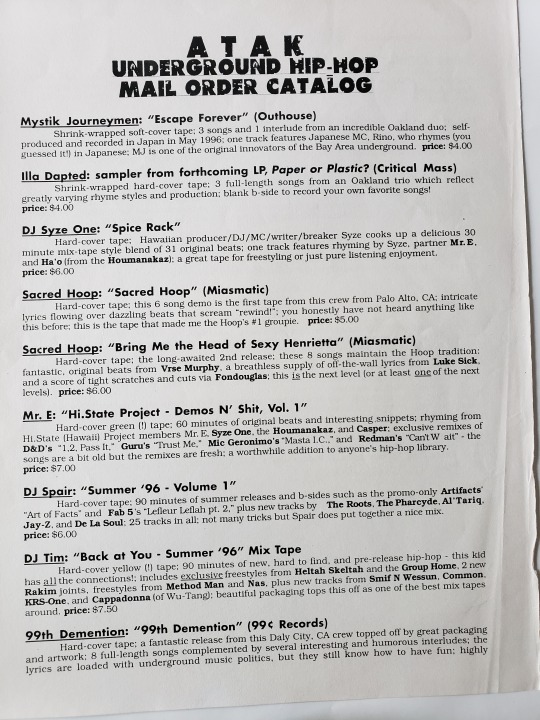 ATAK
UNDERGROUND HIP-HOP
MAIL ORDER CATALOG
Mystik Journeymen: “Escape Forever” (Outhouse)
Shrink-wrapped soft-cover tape; 3 songs and 1 interlude from an incredible Oakland duo; self-
produced and recorded in Japan in May 1996; one track features Japanese MC, Rino, who rhymes (you
guessed it!) in Japanese; MJ is one of the original innovators of the Bay Area underground. price: $4.00
Illa Dapted: sampler from forthcoming LP, Paper or Plastic? (Critical Mass)
Shrink-wrapped hard-cover tape; 3 full-length songs from an Oakland trio which reflect
greatly varying rhyme styles and production; blank b-side to record your own favorite songs!
price: $4.00
DJ Syze One: “Spice Rack”
Hard-cover tape; Hawaiian producer/DJ/MC/writer/breaker Syze cooks up a delicious 30
minute mix-tape style blend of 31 original beats; one track features rhyming by Syze, partner Mr. E,
and Ha'o (from the Houmanakaz); a great tape for freestyling or just pure listening enjoyment.
price: $6.00
Sacred Hoop: “Sacred Hoop” (Miasmatic)
Hard-cover tape; this 6 song demo is the first tape from this crew from Palo Alto, CA; intricate
lyrics flowing over dazzling beats that scream “rewind!”; you honestly have not heard anything like
this before; this is the tape that made me the Hoop's #1 groupie. price: $5.00
Sacred Hoop: “Bring Me the Head of Sexy Henrietta” (Miasmatic)
Hard-cover tape; the long-awaited 2nd release; these 8 songs maintain the Hoop tradition:
fantastic, original beats from Vrse Murphy, a breathless supply of off-the-wall lyrics from Luke Sick,
and a score of tight scratches and cuts via Fondouglas; this is the next level (or at least one of the next
levels). price: $6.00
Mr. E: “Hi.State Project - Demos N' Shit, Vol. 1”
Hard-cover green (!) tape; 60 minutes of original beats and interesting snippets; rhyming from
Hi.State (Hawaii) Project members Mr. E, Syze One, the Houmanakaz, and Casper; exclusive remixes of
D&D's “1,2, Pass It,” Guru's “Trust Me,” Mic Geronimo's “Masta I.C.,” and Redman's “Can't W ait” - the
songs are a bit old but the remixes are fresh; a worthwhile addition to anyone's hip-hop library.
price: $7.00
DJ Spair: “Summer '96 - Volume 1”
Hard-cover tape; 90 minutes of summer releases and b-sides such as the promo-only Artifacts'
“Art of Facts” and Fab 5's “Lefleur Leflah pt. 2,” plus new tracks by The Roots, The Pharcyde, Al'Tariq,
Jay-Z, and De La Soul; 25 tracks in all; not many tricks but Spair does put together a nice mix.
price: $6.00
DJ Tim: “Back at You - Summer '96” Mix Tape
Hard-cover yellow (!) tape; 90 minutes of new, hard to find, and pre-release hip-hop - this kid
has all the connections!; includes exclusive freestyles from Heltah Skeltah and the Group Home, 2 new
Rakim joints, freestyles from Method Man and Nas, plus new tracks from Smif N Wessun, Common,
KRS-One, and Cappadonna (of Wu-Tang); beautiful packaging tops this off as one of the best mix tapes
around. price: $7.50
99th Demention: “99th Demention” (99¢ Records)
Hard-cover tape; a fantastic release from this Daly City, CA crew topped off by great packaging
and artwork; 8 full-length songs complemented by several interesting and humorous interludes; the
lyrics are loaded with underground music politics, but they still know how to have fun; highly